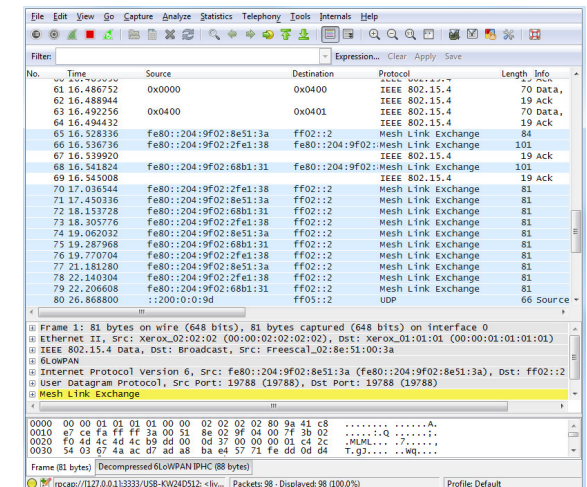 File Edit View Go Capture Analyze Statistics Telephony Tools Internals Help
Filter: Expression... Clear Apply Save
No. Time Source Destination Protocol Length Info
61 16.486752 0x0000 0x0400 IEEE 802.15.4 70 Data,
62 16.488944 IEEE 802.15.4 19 Ack
63 16.492256 0x0400 0x0401 IEEE 802.15.4 70 Data,
64 16.494432 IEEE 802.15.4 19 Ack
65 16.528336 fe80::204:9f02:8e51:3a ff02::2 Mesh Link Exchange 84
66 16.536736 fe80::204:9f02:2fe1:38 fe80::204:9f02: Mesh Link Exchange 101
67 16.539920 IEEE 802.15.4 19 Ack
68 16.541824 fe80::204:9f02:68b1:31 fe80::204:9f02: Mesh Link Exchange 101
69 16.545008 IEEE 802.15.4 19 Ack
70 17.036544 fe80::204:9f02:2fe1:38 ff02::2 Mesh Link Exchange 81
71 17.450336 fe80::204:9f02:8e51:3a ff02::2 Mesh Link Exchange 81
72 18.153728 fe80::204:9f02:68b1:31 ff02::2 Mesh Link Exchange 81
73 18.305776 fe80::204:9f02:2fe1:38 ff02::2 Mesh Link Exchange 81
74 19.062032 fe80::204:9f02:8e51:3a ff02::2 Mesh Link Exchange 81
75 19.287968 fe80::204:9f02:68b1:31 ff02::2 Mesh Link Exchange 81
76 19.770704 fe80::204:9f02:2fe1:38 ff02::2 Mesh Link Exchange 81
77 21.181280 fe80::204:9f02:8e51:3a ff02::2 Mesh Link Exchange 81
78 22.140304 fe80::204:9f02:2fe1:38 ff02::2 Mesh Link Exchange 81
79 22.206608 fe80::204:9f02:68b1:31 ff02::2 Mesh Link Exchange 81
80 26.868800 ::200:0:0:9d ff05::2 UDP 66 Source
Frame 1: 81 bytes on wire (648 bits), 81 bytes captured (648 bits) on interface 0
Ethernet II, Src: Xerox_02:02:02 (00:00:02:02:02:02), Dst: Xerox_01:01:01 (00:00:01:01:01:01)
IEEE 802.15.4 Data, Dst: Broadcast, Src: Freescal_02:8e:51:00:3a
6LoWPAN
Internet Protocol Version 6, Src: fe80::204:9f02:8e51:3a (fe80::204:9f02:8e51:3a), Dst: ff02::2
User Datagram Protocol, Src Port: 19788 (19788), Dst Port: 19788 (19788)
Mesh Link Exchange
0000 00 00 01 01 01 01 00 00 02 02 02 02 80 9a 41 c8 ........ ......A.
0010 e7 ce fa ff ff 3a 00 51 8e 02 9f 04 00 7f 3b 02 .....:.Q ......;.
0020 f0 4d 4c 4d 4c b9 dd 00 0d 37 00 00 00 01 c4 2c .MLML... .7.....,
0030 54 03 67 4a ac d7 ad a8 ba e4 57 71 fe dd 0d d4 T.gJ.... ..Wq....
Frame (81 bytes) Decompressed 6LoWPAN IPHC (88 bytes)
rpcap://[127.0.0.1]:3333/USB-KW24D512: <liv... Packets: 98 - Displayed: 98 (100.0%) Profile: Default